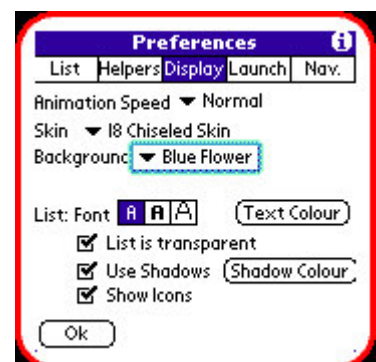 Preferences i
List Helpers Display Launch Nav.
Animation Speed Normal
Skin I8 Chiseled Skin
Backgrounc Blue Flower
List: Font A A A Text Colour
List is transparent
Use Shadows Shadow Colour
Show Icons
Ok